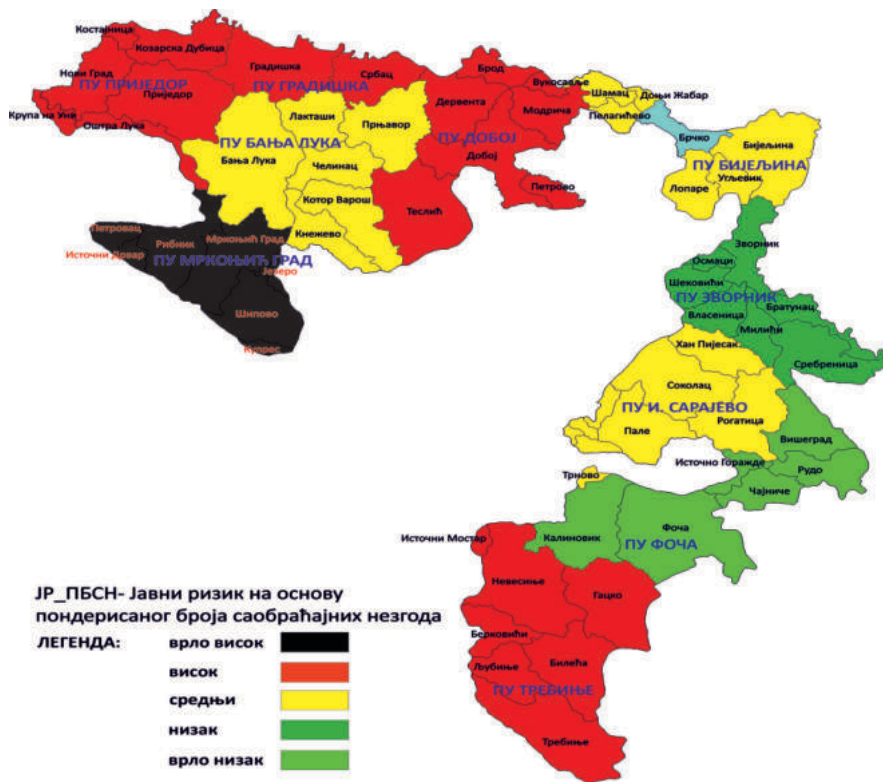 Костајница
Козарска Дубица
Нови Град
ПУ ПРИЈЕДОР
Приједор
Крупа на Уни
Оштра Лука
Градишка
ПУ ГРАДИШКА
Србац
Брод
Вукосавље
Шамац
Доњи Жабар
Дервента
Модрича
Пелагићево
Лакташи
Прњавор
ПУ БАЊА ЛУКА
ПУ ДОБОЈ
Брчко
Бијељина
Бања Лука
Челинац
Добој
ПУ БИЈЕЉИНА
Угљевик
Лопаре
Котор Варош
Теслић
Петрово
Кнежево
Петровац
Рибник
Мркоњић Град
Источни Дрвар
ПУ МРКОЊИЋ ГРАД
Језеро
Шипово
Купрес
Зворник
Осмаци
Шековићи
ПУ ЗВОРНИК
Братунац
Власеница
Милићи
Сребреница
Хан Пијесак
Соколац
ПУ И. САРАЈЕВО
Рогатица
Пале
Вишеград
Источно Горажде
Рудо
Трново
Чајниче
Источни Мостар
Калиновик
Фоча
ПУ ФОЧА
Невесиње
Гацко
Берковићи
Љубиње
Билећа
ПУ ТРЕБИЊЕ
Требиње
ЈР_ПБСН- Јавни ризик на основу
пондерисаног броја саобраћајних незгода
ЛЕГЕНДА:
врло висок
висок
средњи
низак
врло низак